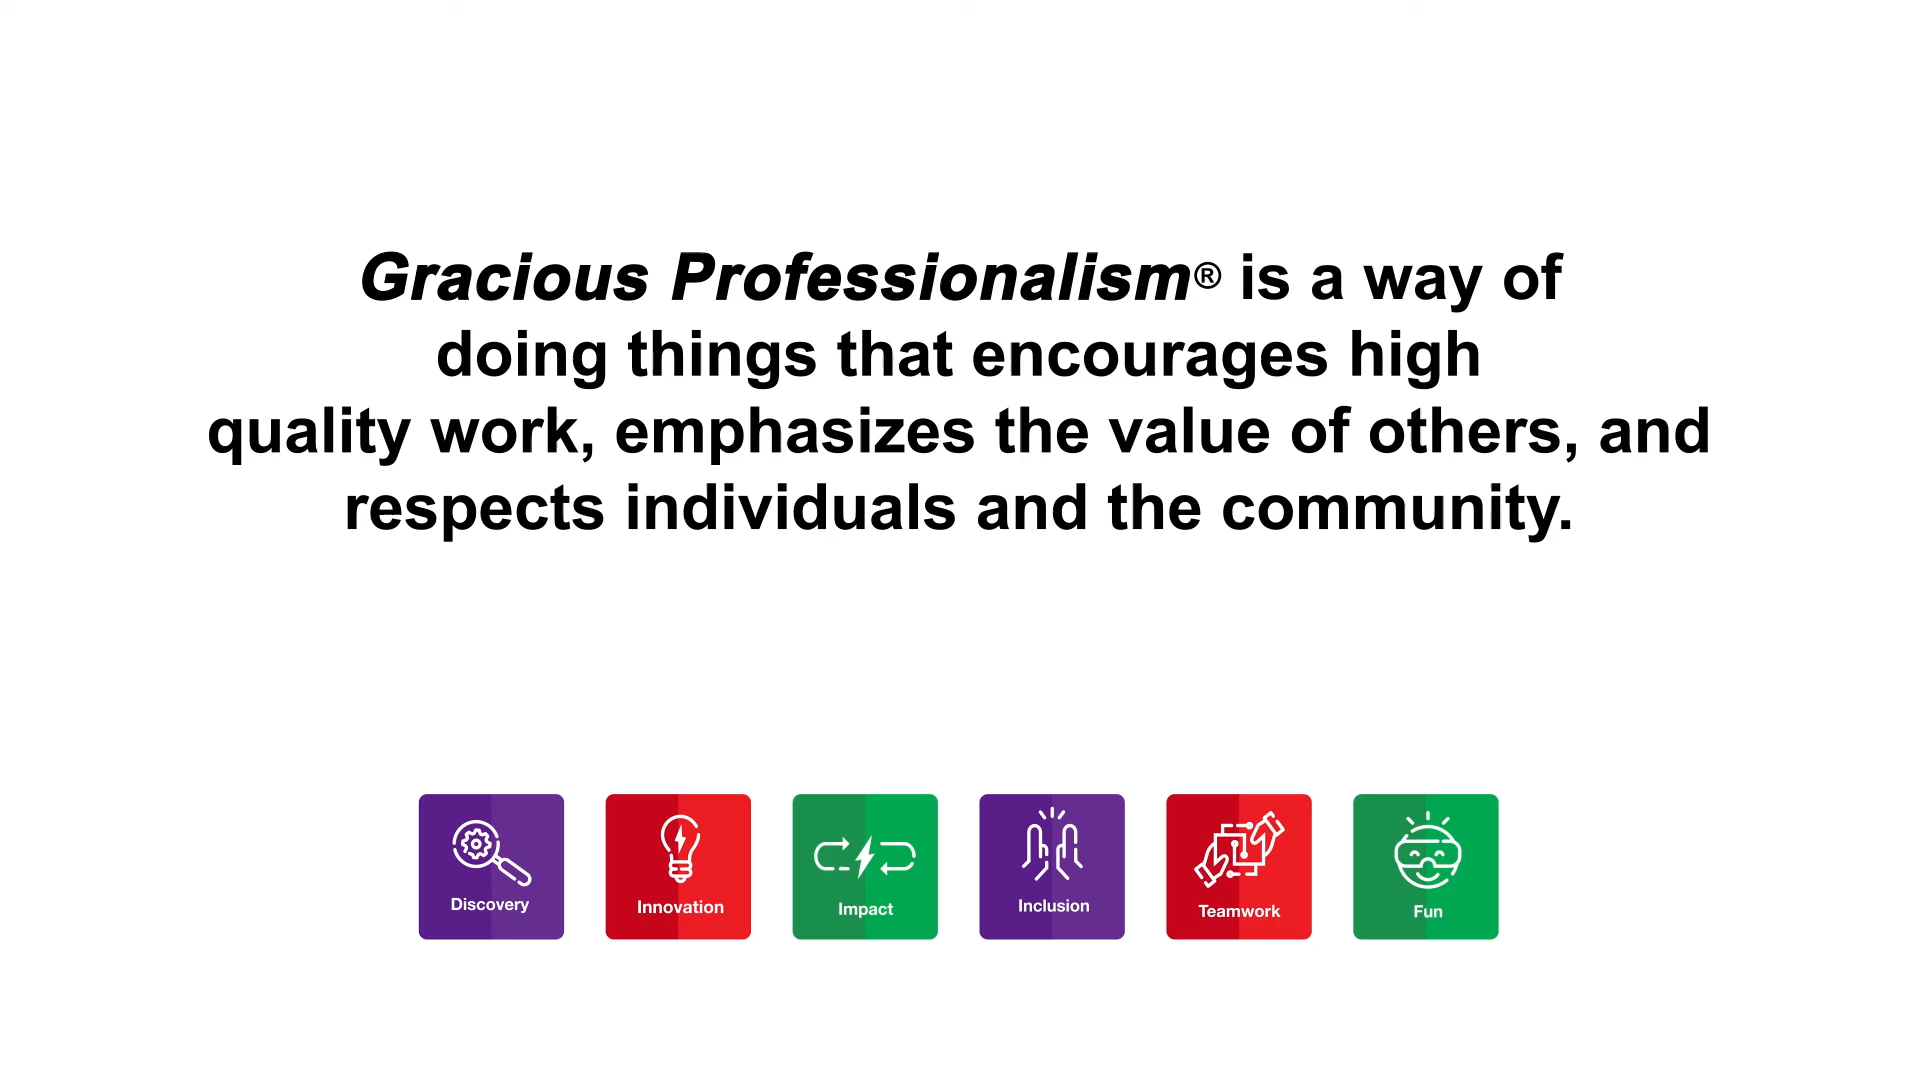 Gracious Professionalism® is a way of
doing things that encourages high
quality work, emphasizes the value of others, and
respects individuals and the community.
Discovery
Innovation
Impact
Inclusion
Teamwork
Fun